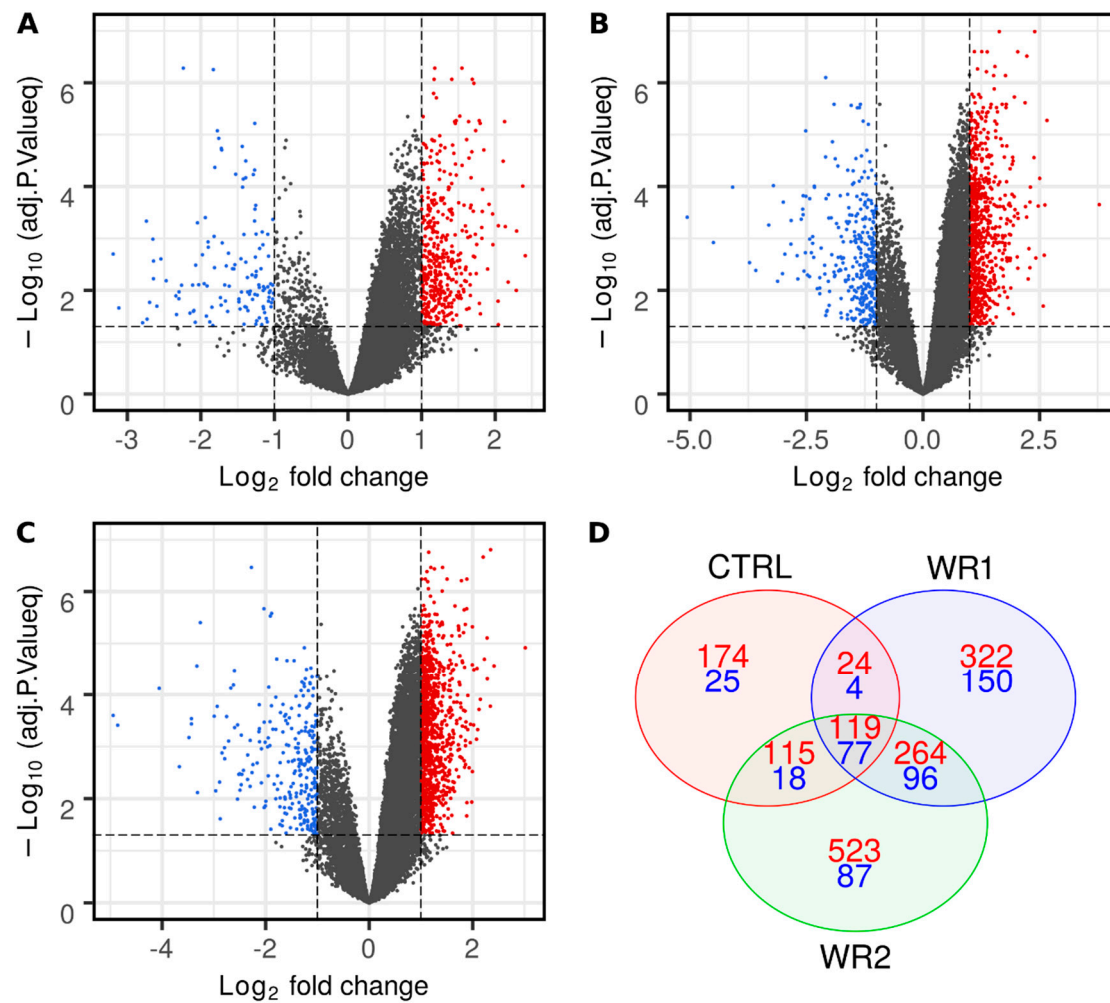 A
− Log10 (adj.P.Valueq)
6
4
2
0
-3 -2 -1 0 1 2
Log2 fold change
B
− Log10 (adj.P.Valueq)
6
4
2
0
-5.0 -2.5 0.0 2.5
Log2 fold change
C
− Log10 (adj.P.Valueq)
6
4
2
0
-4 -2 0 2
Log2 fold change
D
CTRL WR1
174 24 322
25 4 150
119
115 77 264
18 96
523
87
WR2